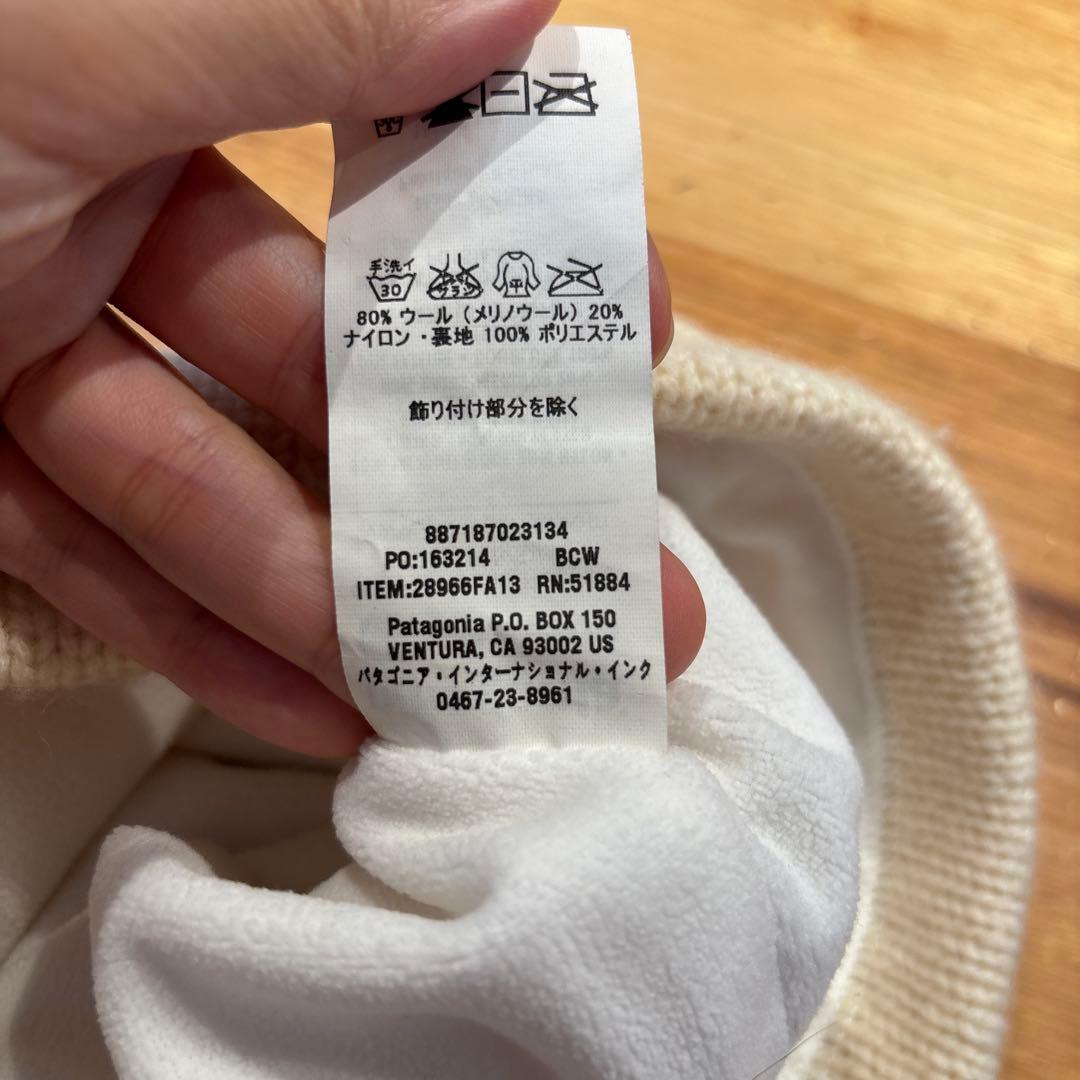 手洗イ
30
平
80% ウール（メリノウール）20%
ナイロン ・裏地 100% ポリエステル
飾り付け部分を除く
887187023134
PO:163214 BCW
ITEM:28966FA13 RN:51884
Patagonia P.O. BOX 150
VENTURA, CA 93002 US
パタゴニア・インターナショナル・インク
0467-23-8961